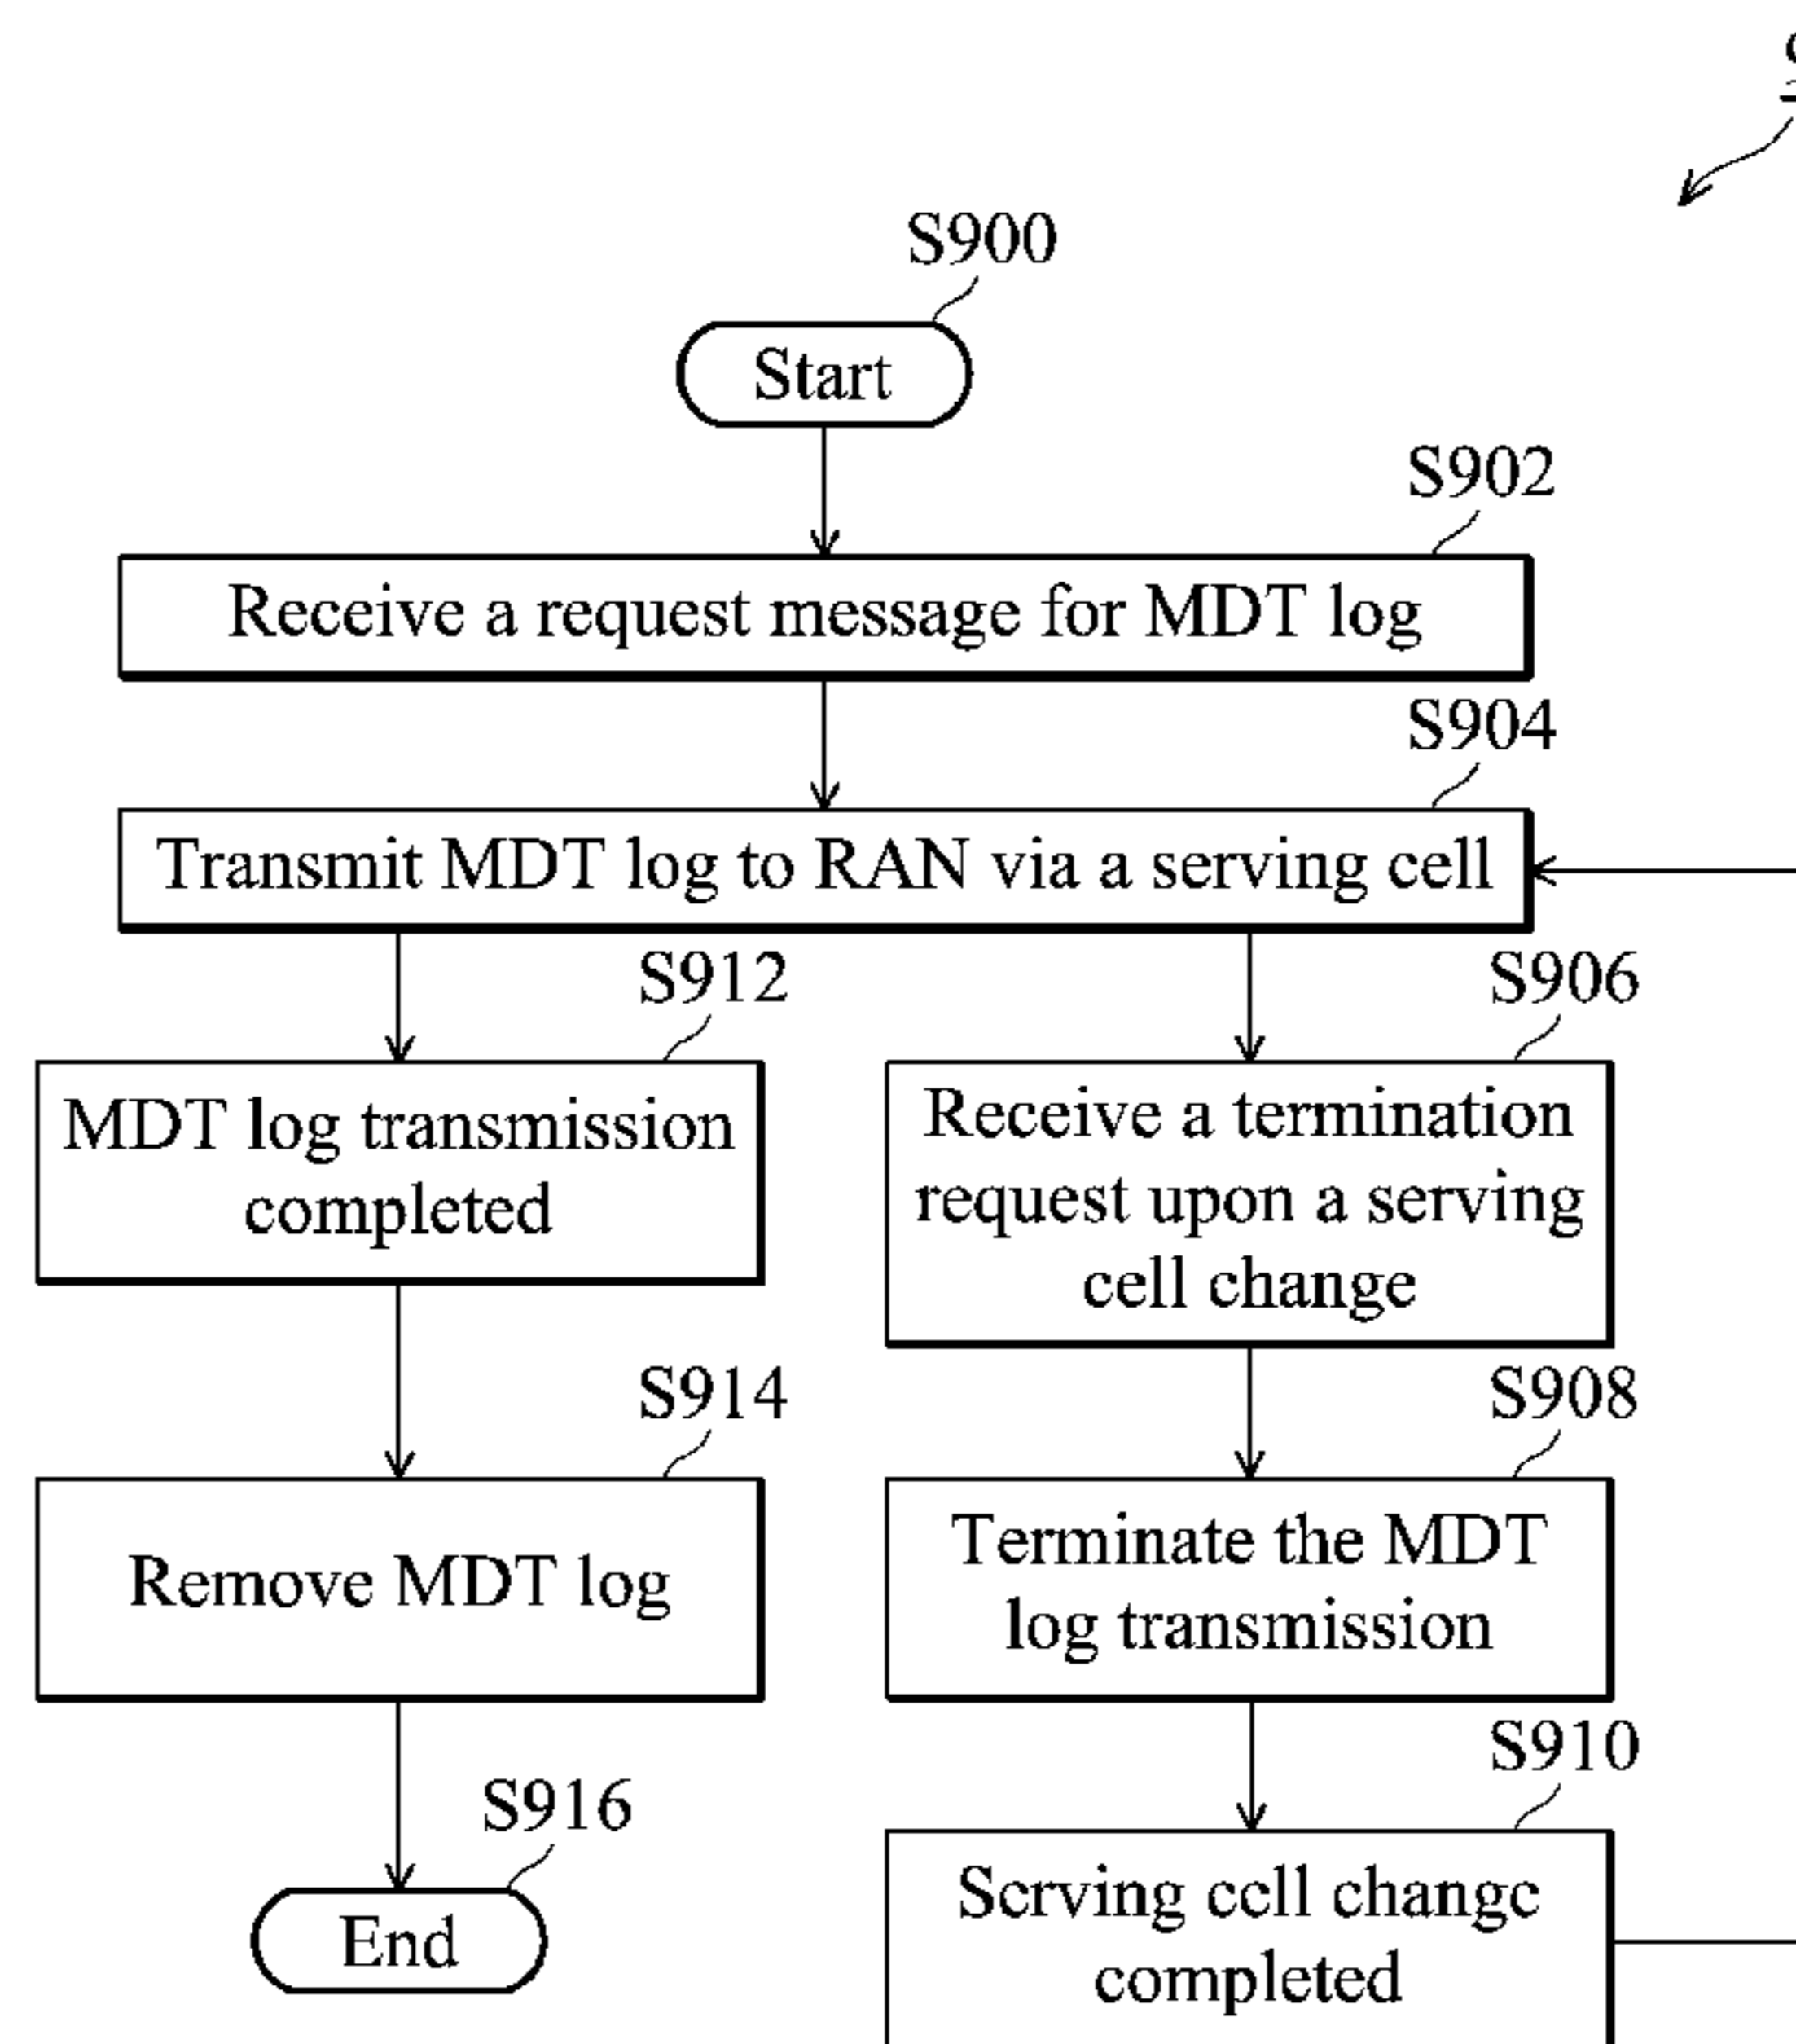 S900
Start
S902
Receive a request message for MDT log
S904
Transmit MDT log to RAN via a serving cell
S912
MDT log transmission
completed
S914
Remove MDT log
S916
End
S906
Receive a termination
request upon a serving
cell change
S908
Terminate the MDT
log transmission
S910
Serving cell change
completed